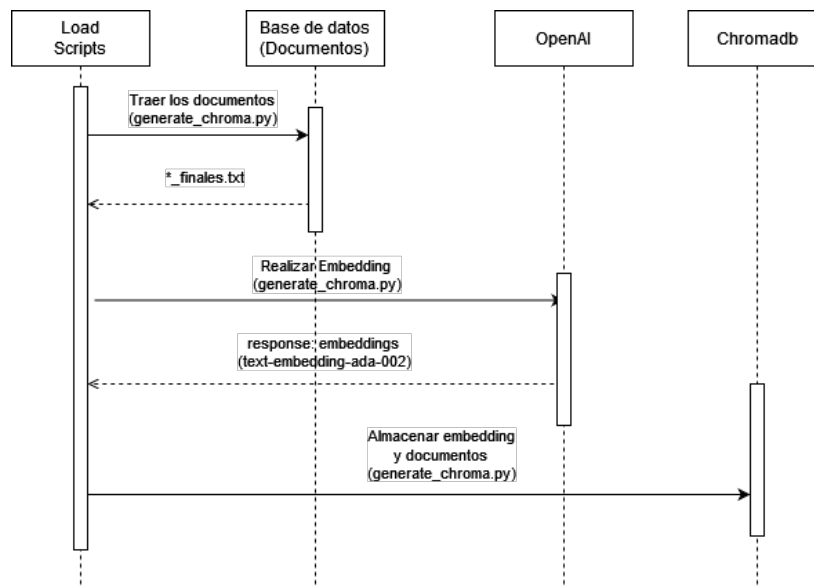 Load
Scripts
Base de datos
(Documentos)
OpenAI
Chromadb
Traer los documentos
(generate_chroma.py)
*_finales.txt
Realizar Embedding
(generate_chroma.py)
response: embeddings
(text-embedding-ada-002)
Almacenar embedding
y documentos
(generate_chroma.py)